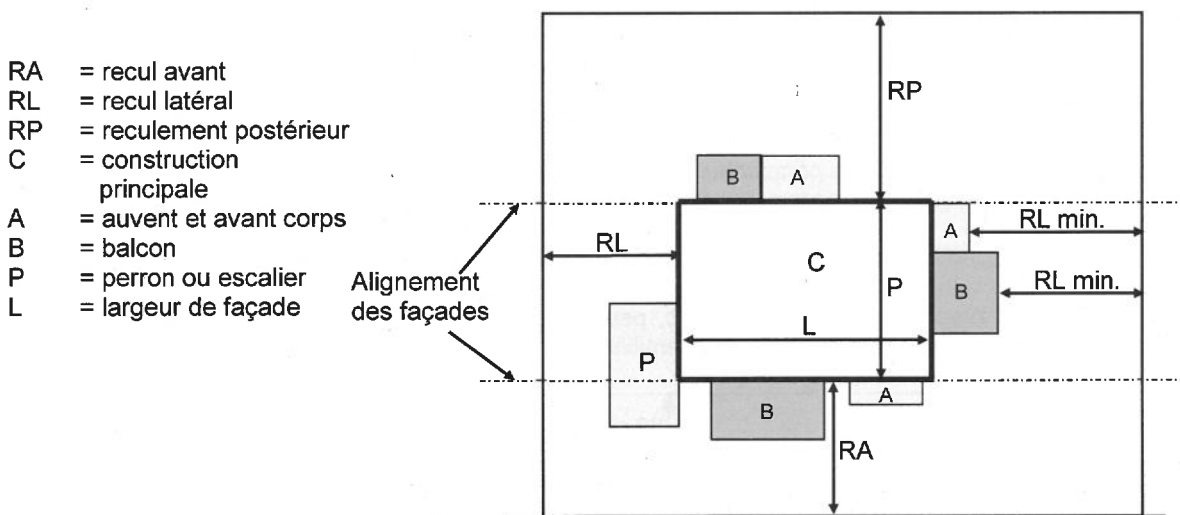 RA = recul avant
RL = recul latéral
RP = reculement postérieur
C = construction
principale
A = auvent et avant corps
B = balcon
P = perron ou escalier
L = largeur de façade
Alignement
des façades
RP
B
A
RL
C
P
A
RL min.
B
RL min.
L
P
B
A
RA